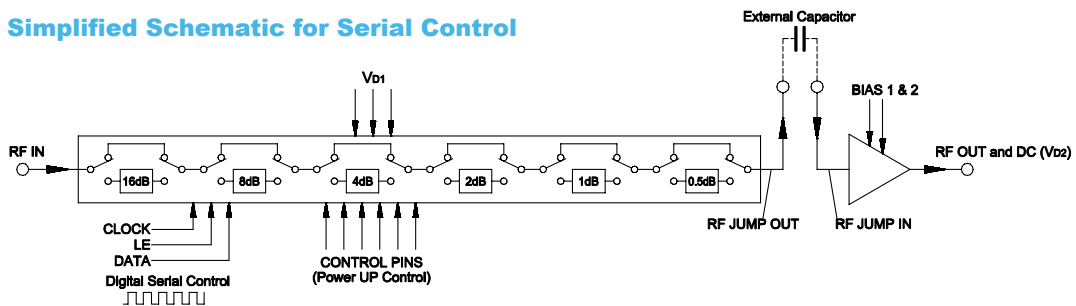 Simplified Schematic for Serial Control
External Capacitor
VD1
BIAS 1 & 2
RF IN
RF OUT and DC (VD2)
16dB
8dB
4dB
2dB
1dB
0.5dB
CLOCK
LE
DATA
Digital Serial Control
CONTROL PINS
(Power UP Control)
RF JUMP OUT
RF JUMP IN